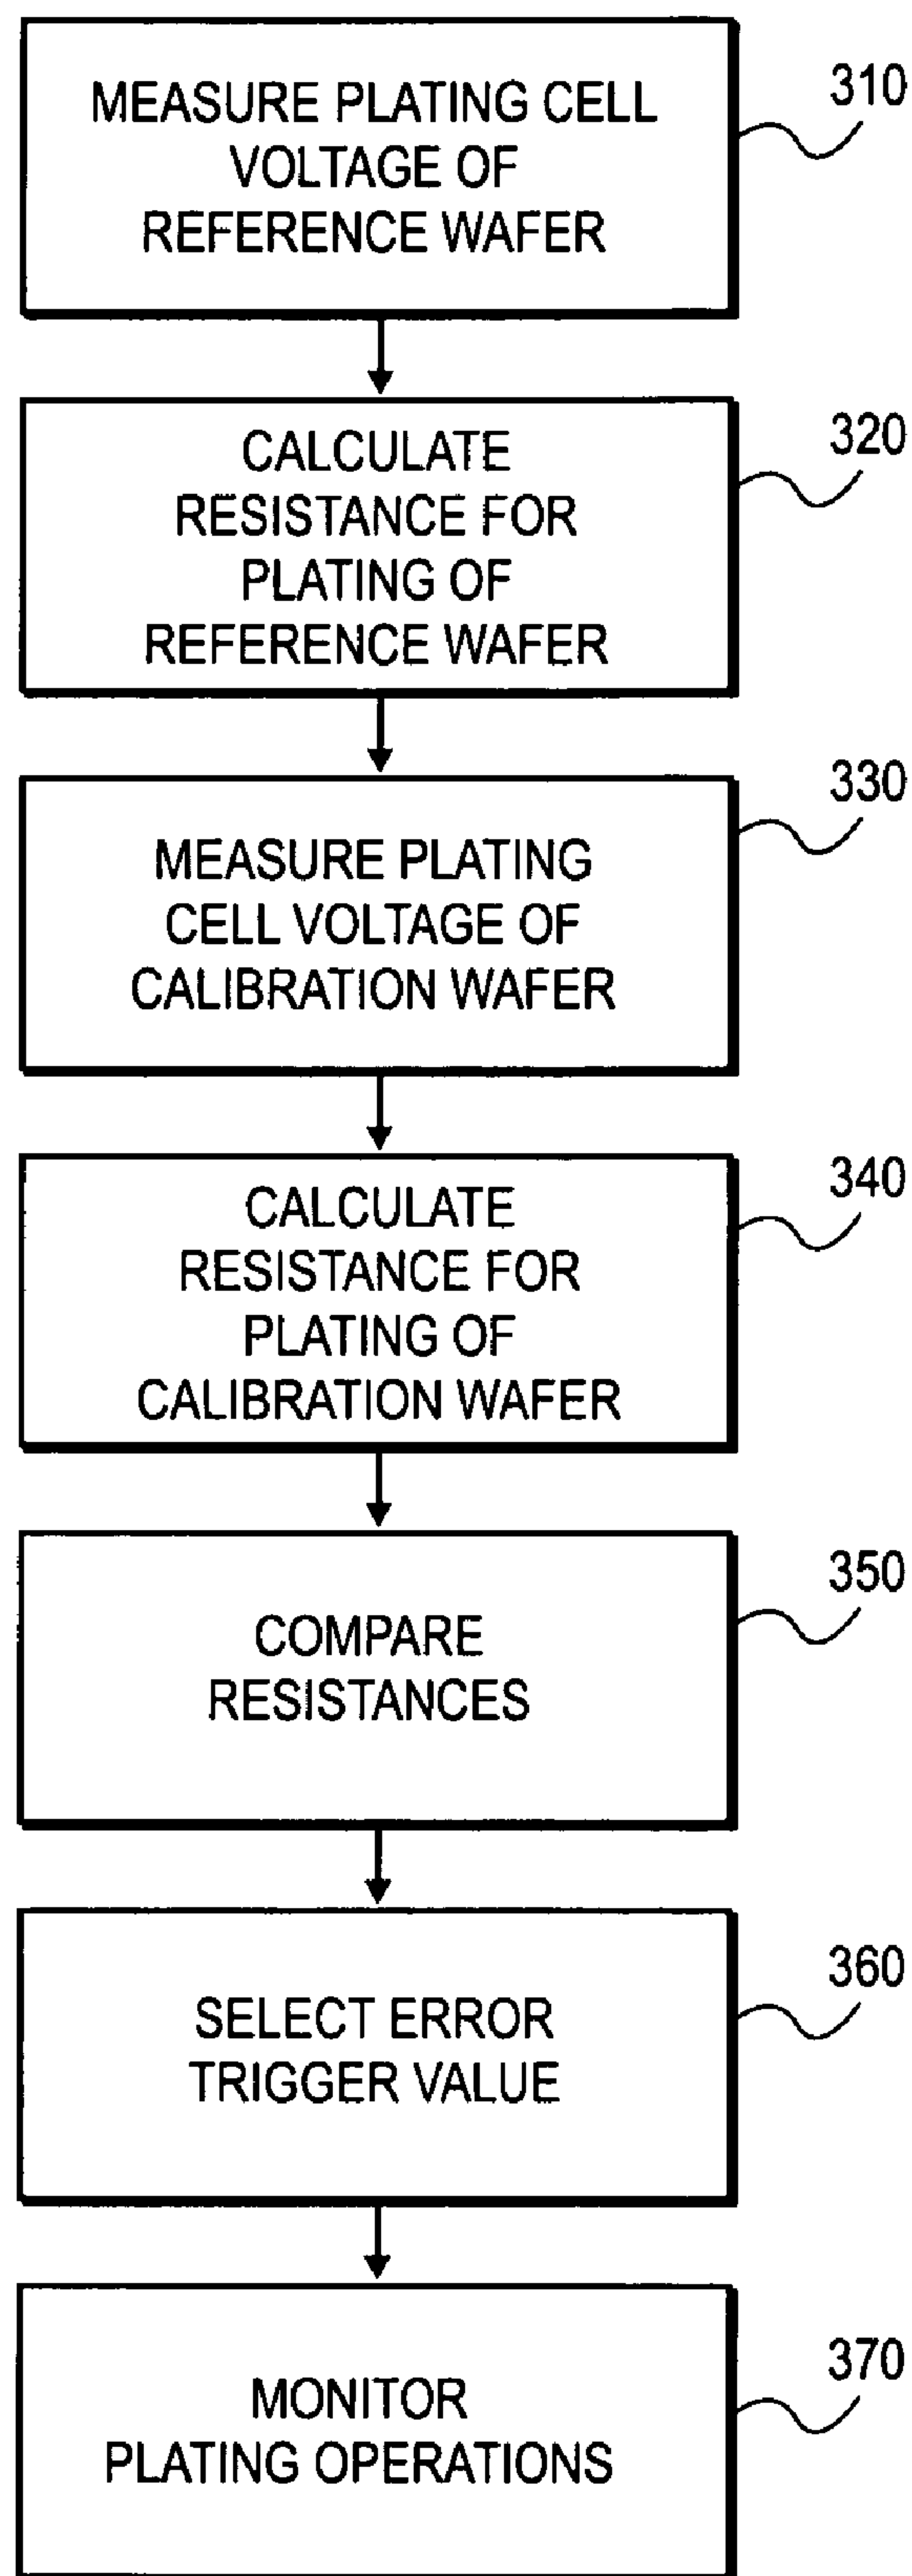 MEASURE PLATING CELL
VOLTAGE OF
REFERENCE WAFER
310
CALCULATE
RESISTANCE FOR
PLATING OF
REFERENCE WAFER
320
MEASURE PLATING
CELL VOLTAGE OF
CALIBRATION WAFER
330
CALCULATE
RESISTANCE FOR
PLATING OF
CALIBRATION WAFER
340
COMPARE
RESISTANCES
350
SELECT ERROR
TRIGGER VALUE
360
MONITOR
PLATING OPERATIONS
370